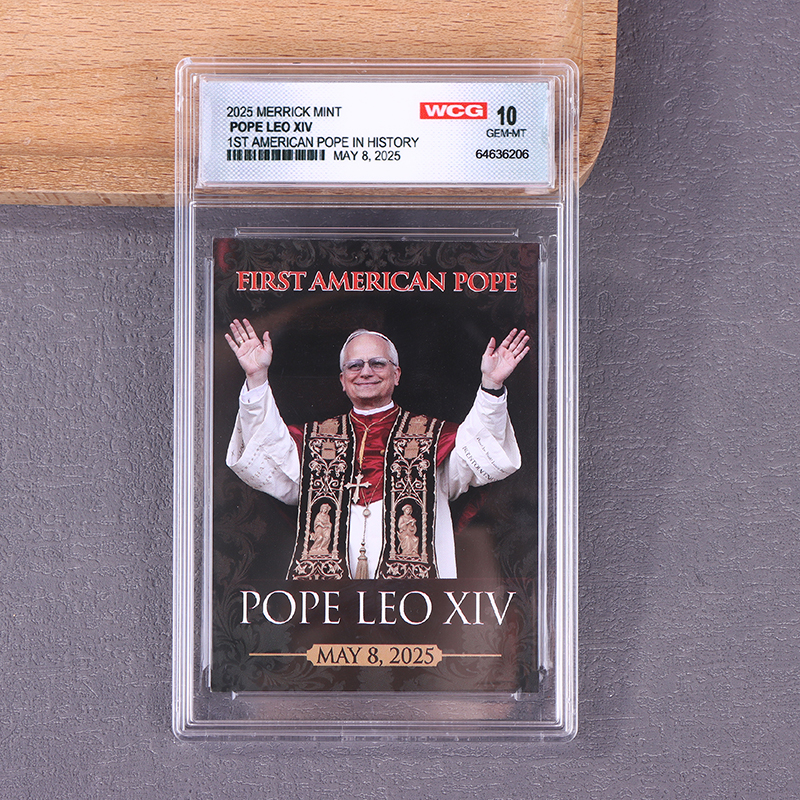 2025 MERRICK MINT
WCG 10
POPE LEO XIV
GEM-MT
1ST AMERICAN POPE IN HISTORY
MAY 8, 2025
64636206
FIRST AMERICAN POPE
POPE LEO XIV
MAY 8, 2025